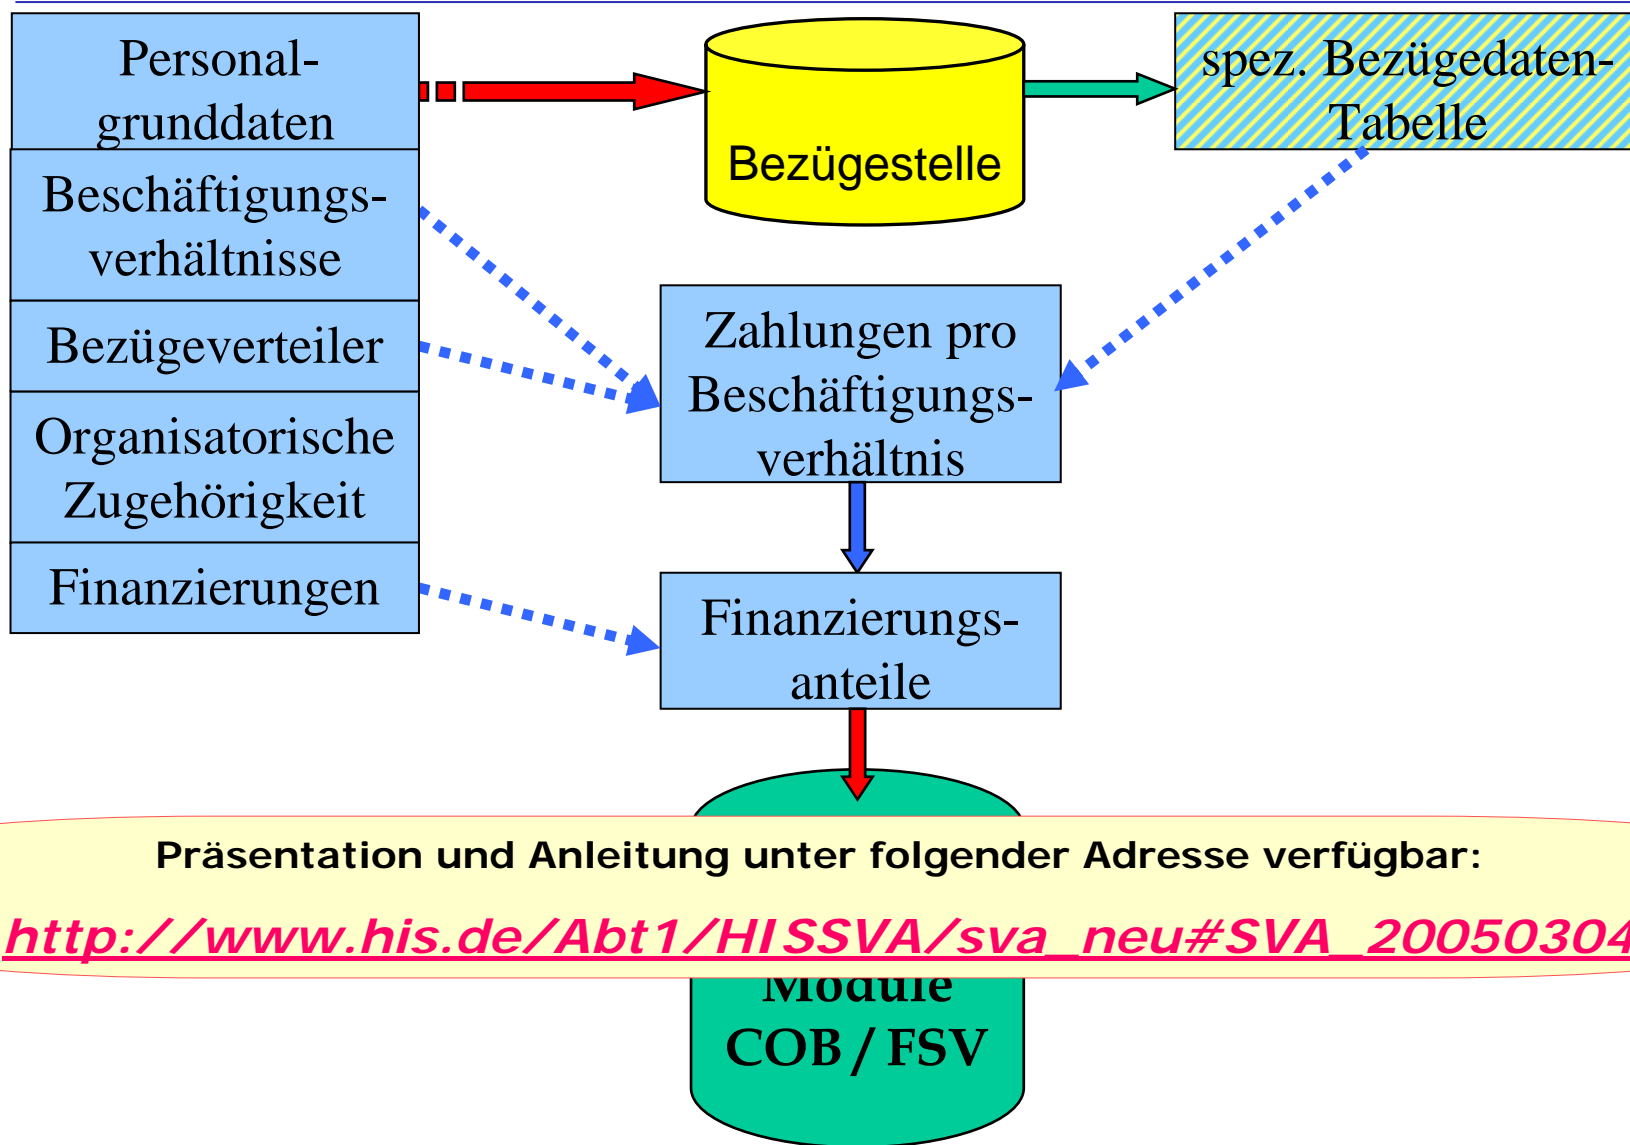 Personal-
grunddaten
Beschäftigungs-
verhältnisse
Bezügeverteiler
Organisatorische
Zugehörigkeit
Finanzierungen
Bezügestelle
spez. Bezügedaten-
Tabelle
Zahlungen pro
Beschäftigungs-
verhältnis
Finanzierungs-
anteile
Präsentation und Anleitung unter folgender Adresse verfügbar:
http://www.his.de/Abt1/HISSVA/sva_neu#SVA_20050304
Module
COB / FSV